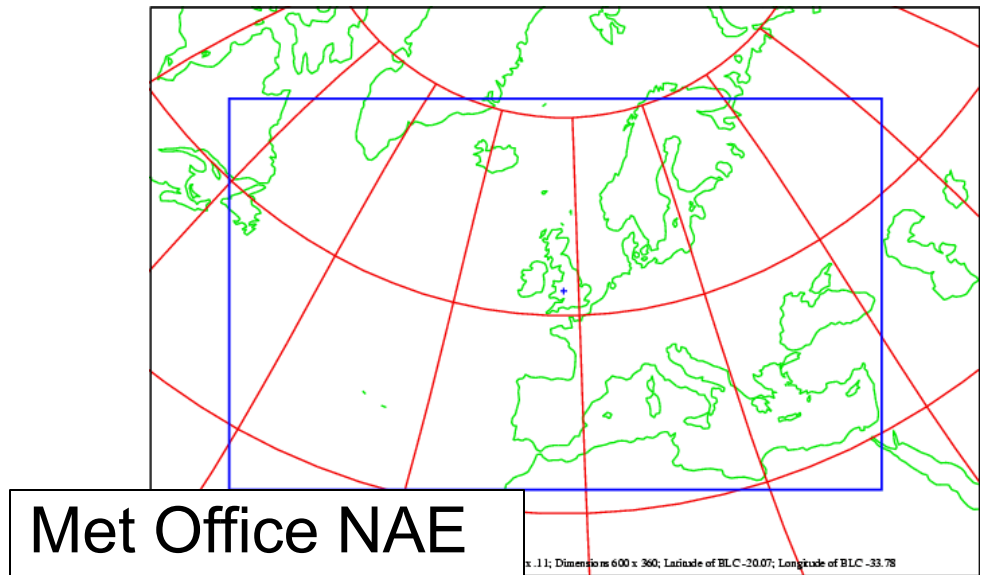 Met Office NAE
x .11; Dimensions 600 x 360; Latitude of BLC -20.07; Longitude of BLC -33.78